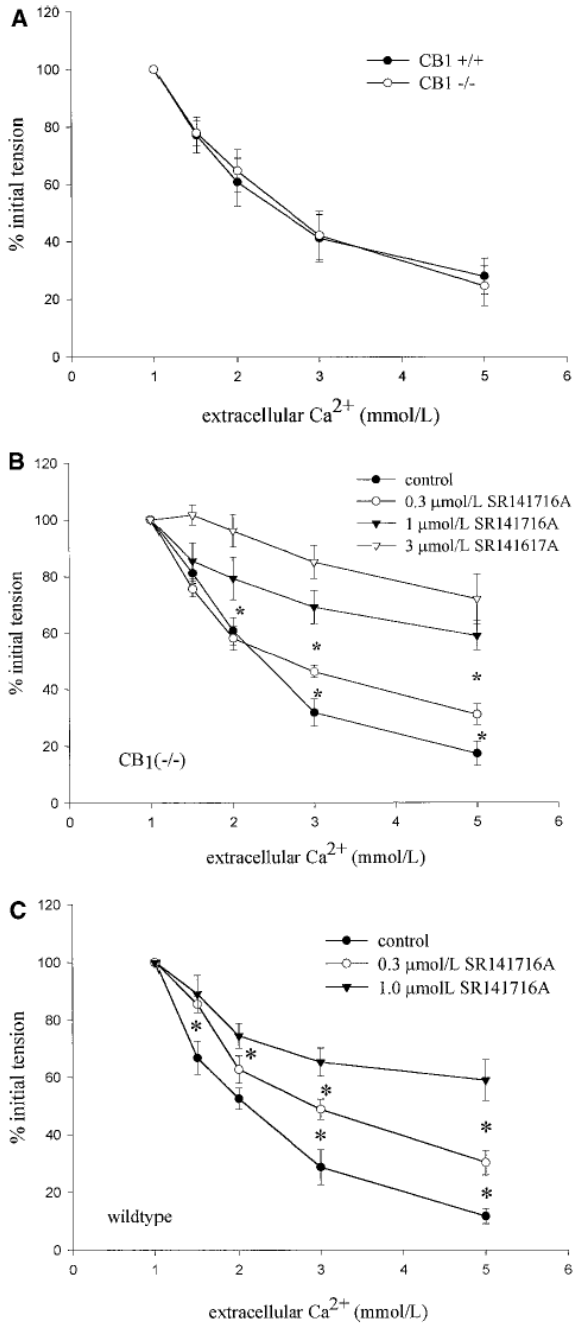 A
120
100
80
60
40
20
0
% initial tension
CB1 +/+
CB1 -/-
0 1 2 3 4 5 6
extracellular Ca2+ (mmol/L)
B
120
100
80
60
40
20
0
% initial tension
control
0.3 μmol/L SR141716A
1 μmol/L SR141716A
3 μmol/L SR141617A
*
*
*
*
*
CB1(-/-)
0 1 2 3 4 5 6
extracellular Ca2+ (mmol/L)
C
120
100
80
60
40
20
0
% initial tension
control
0.3 μmol/L SR141716A
1.0 μmolL SR141716A
*
*
*
*
*
*
wildtype
0 1 2 3 4 5 6
extracellular Ca2+ (mmol/L)